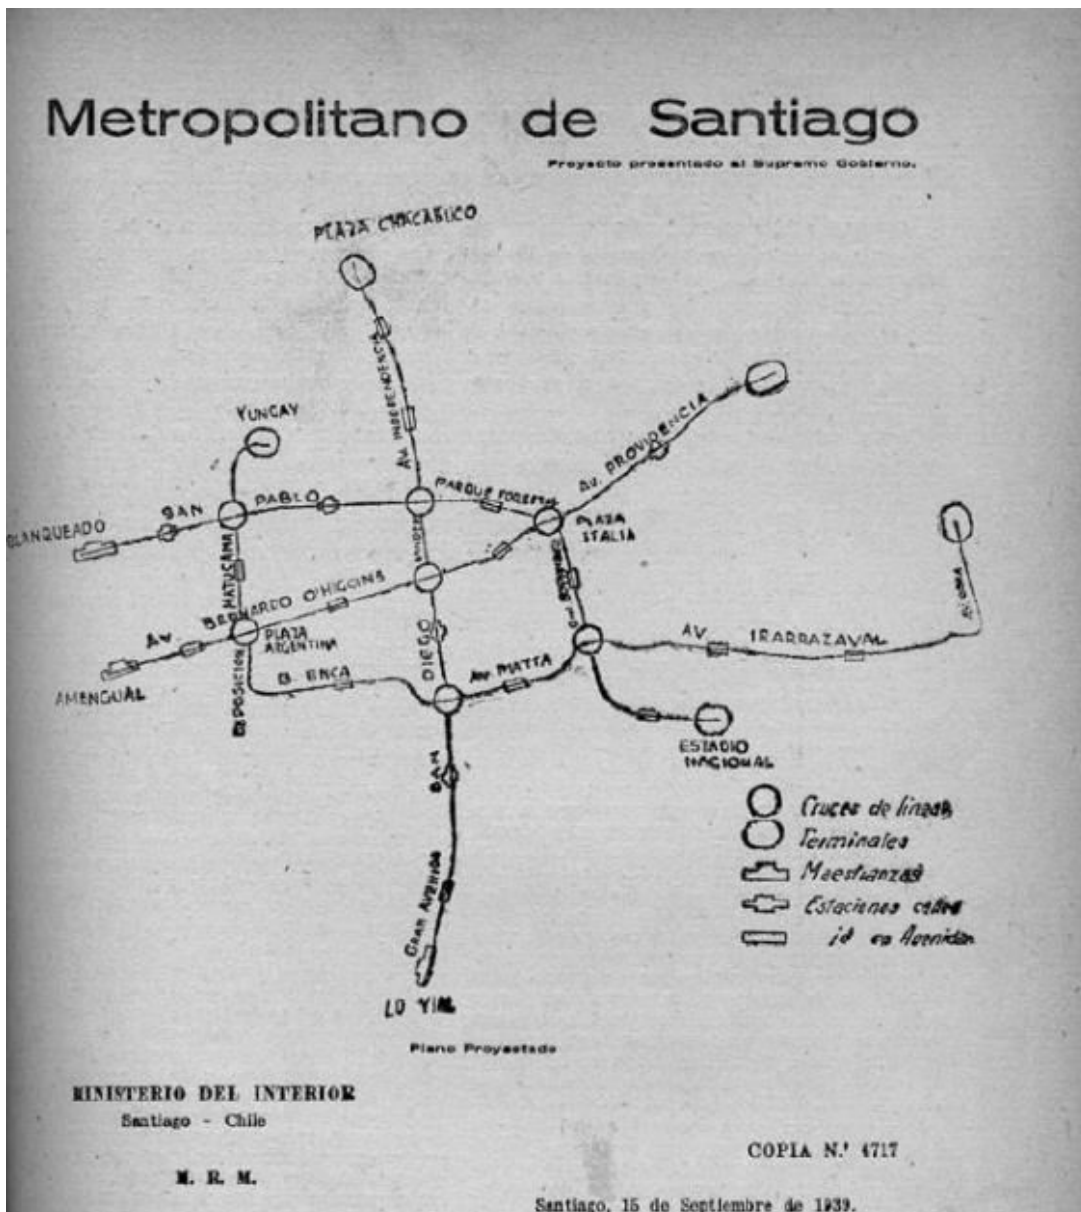 Metropolitano de Santiago
Proyecto presentado al Supremo Gobierno.
PLAZA CHACABUCO
AV. INDEPENDENCIA
YUNGAY
AV. PROVIDENCIA
BLANQUEADO
SAN
PABLO
PARQUE FORESTAL
PLAZA
ITALIA
MATUCANA
AV.
BERNARDO O'HIGGINS
PLAZA
ARGENTINA
DIEGO
AV.
IRARRAZAVAL
AMENGUAL
EXPOSICION
B. ENCA
AV. MATTA
ESTADIO
NACIONAL
SAN
GRAN AVENIDA
LO VIAL
Cruces de lineas
Terminales
Maestranzas
Estaciones calles
id en Avenidas
Plano Proyectado
MINISTERIO DEL INTERIOR
Santiago - Chile
COPIA N.º 4717
M. R. M.
Santiago, 15 de Septiembre de 1939.